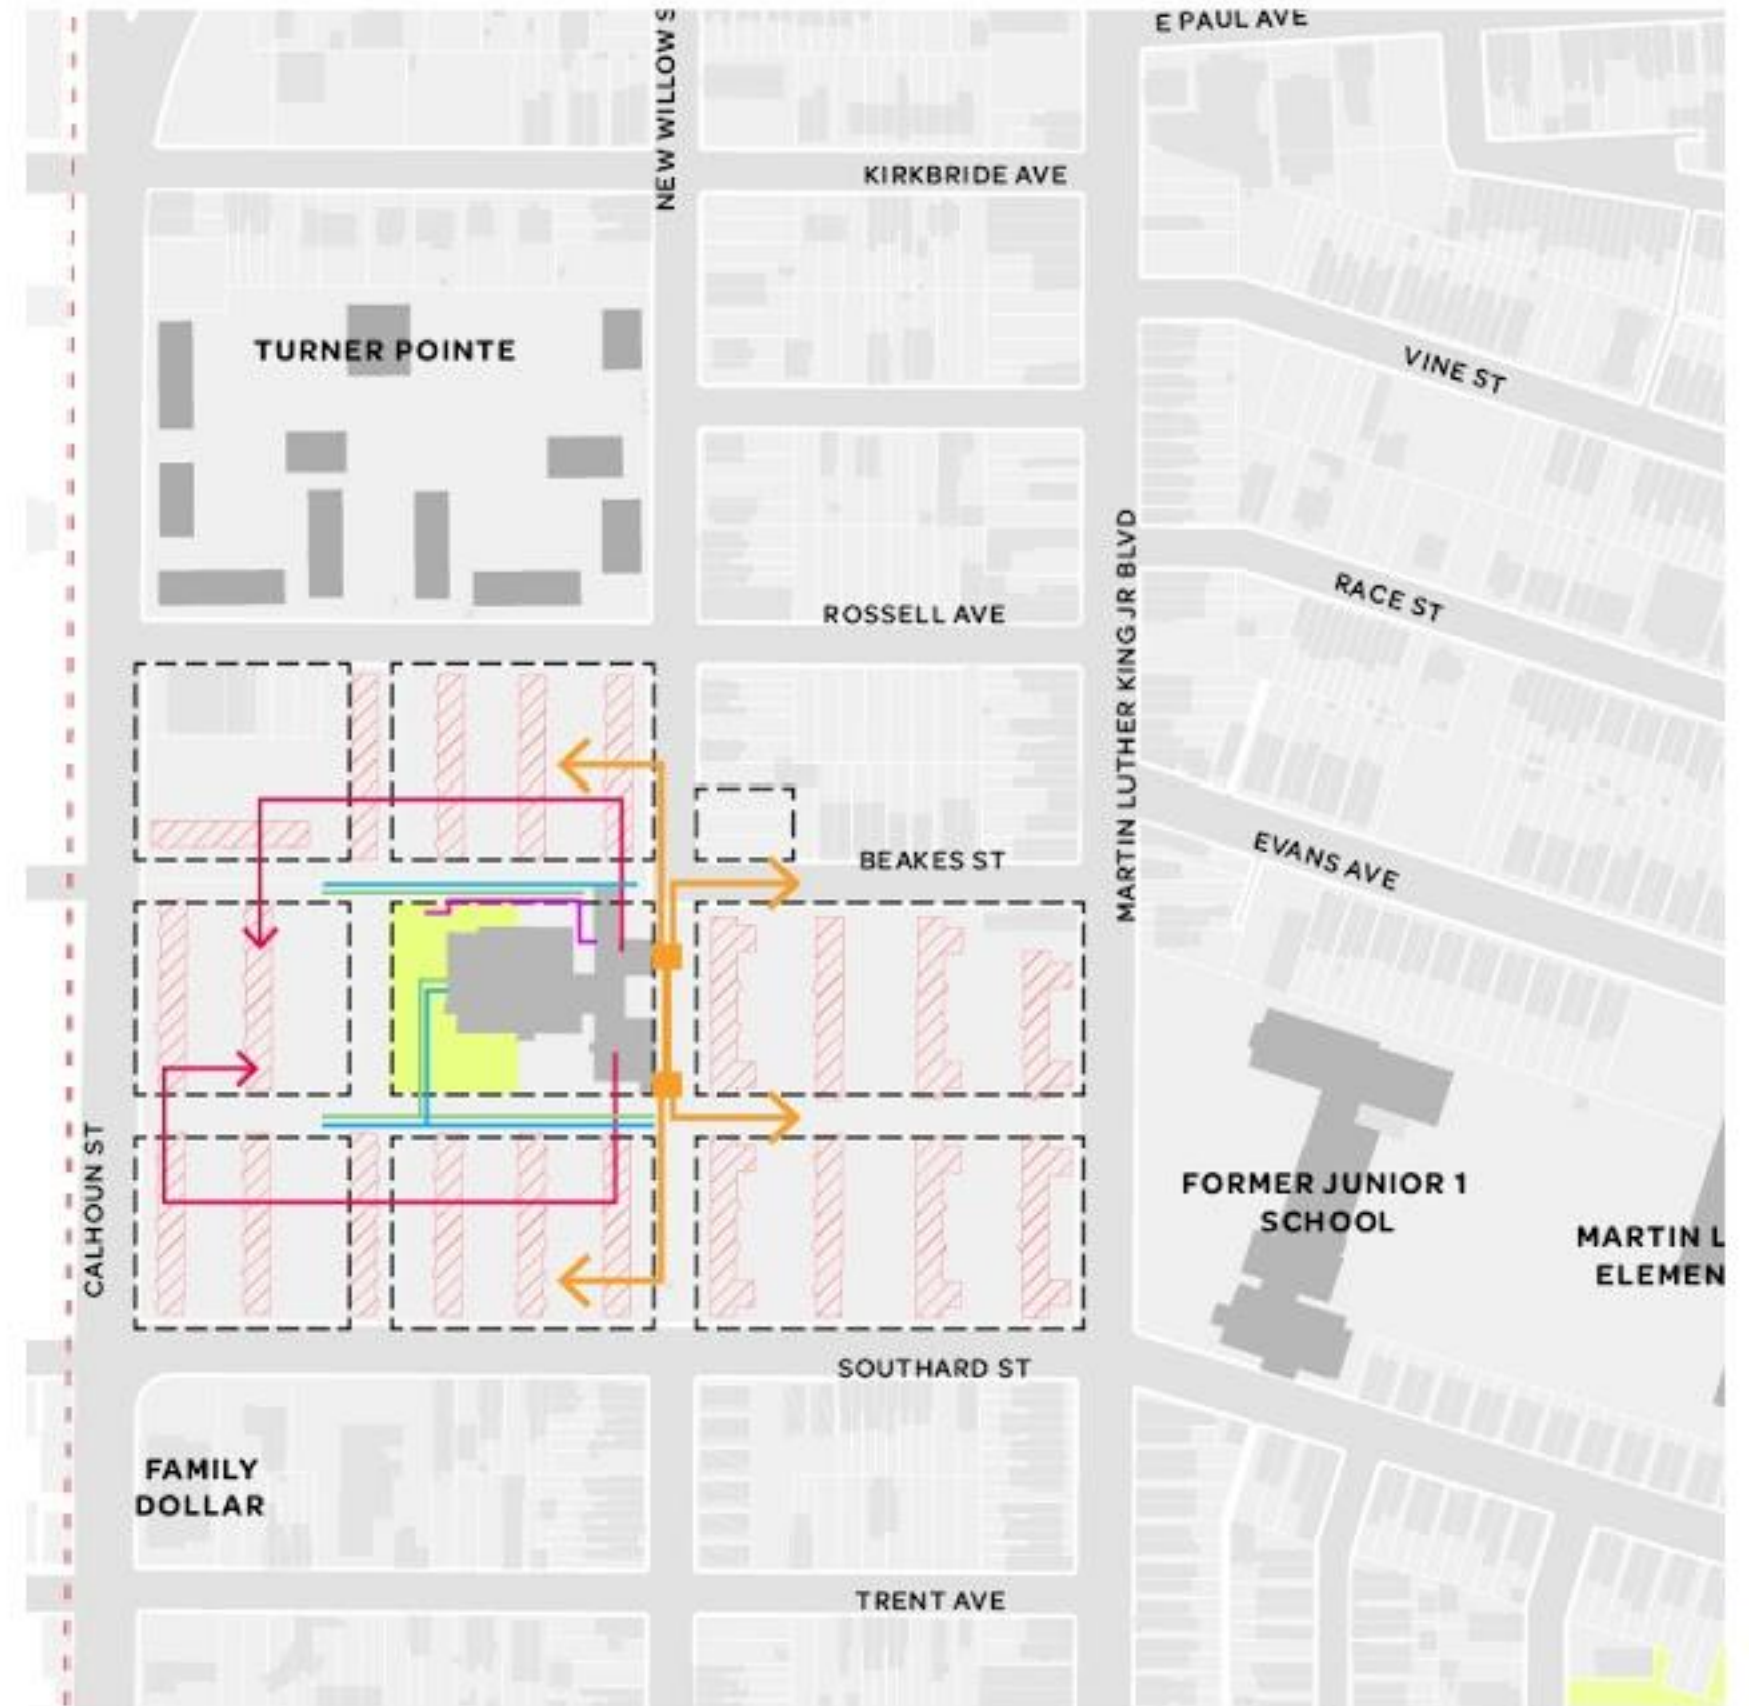 E PAUL AVE
NEW WILLOW S
KIRKBRIDE AVE
TURNER POINTE
VINE ST
RACE ST
ROSSELL AVE
MARTIN LUTHER KING JR BLVD
BEAKES ST
EVANS AVE
CALHOUN ST
FORMER JUNIOR 1
SCHOOL
MARTIN L
ELEMEN
SOUTHARD ST
FAMILY
DOLLAR
TRENT AVE